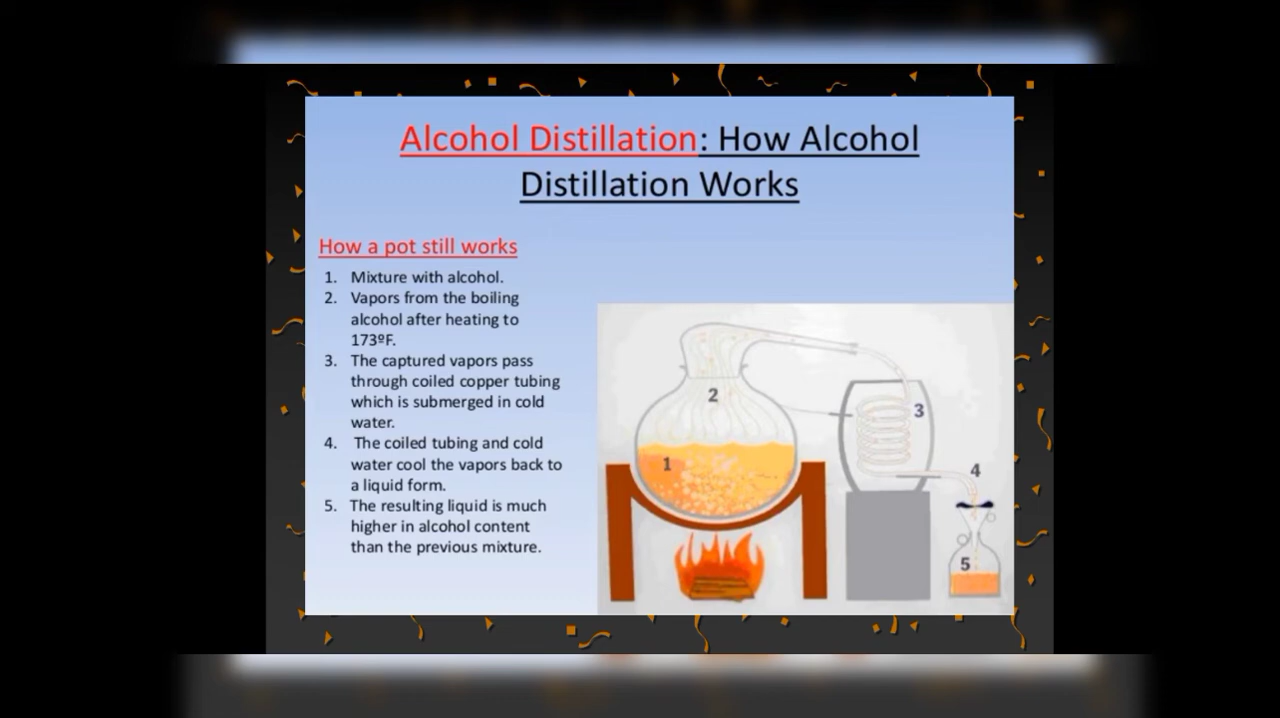 Alcohol Distillation: How Alcohol
Distillation Works
How a pot still works
1. Mixture with alcohol.
2. Vapors from the boiling
alcohol after heating to
173ºF.
3. The captured vapors pass
through coiled copper tubing
which is submerged in cold
water.
4. The coiled tubing and cold
water cool the vapors back to
a liquid form.
5. The resulting liquid is much
higher in alcohol content
than the previous mixture.
2
3
1
4
5